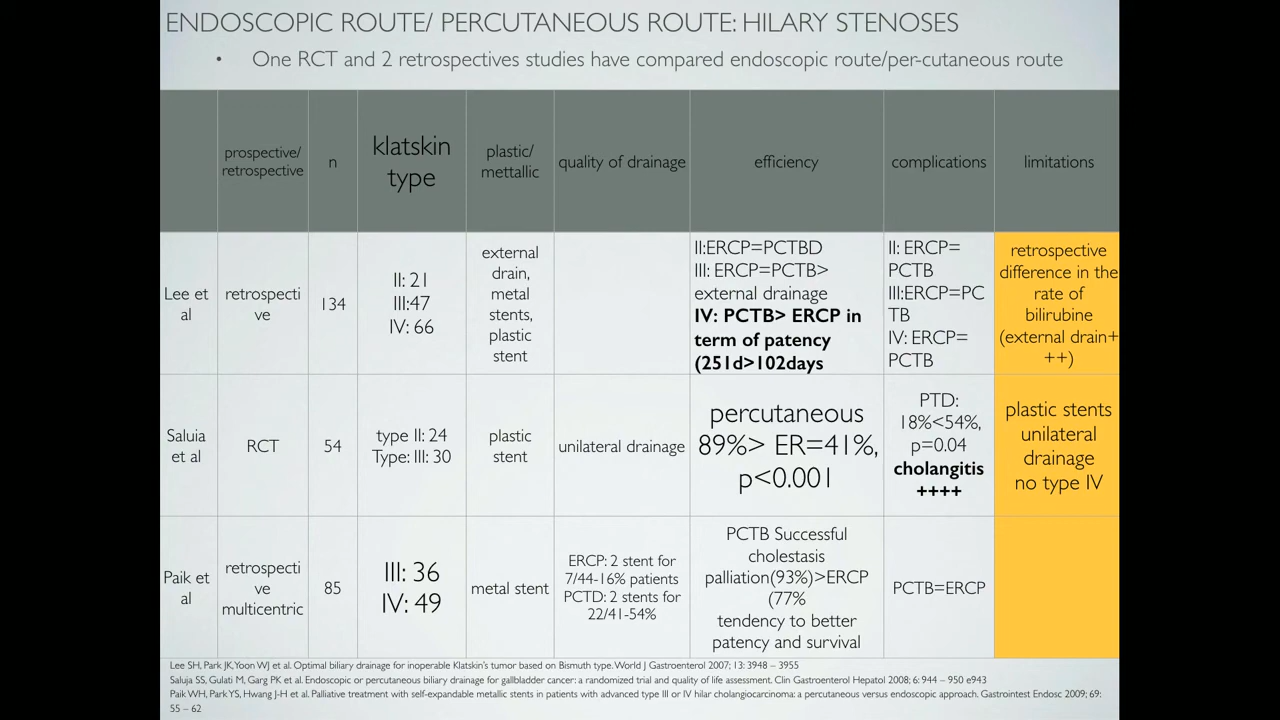 ENDOSCOPIC ROUTE/ PERCUTANEOUS ROUTE: HILARY STENOSES
• One RCT and 2 retrospectives studies have compared endoscopic route/per-cutaneous route
prospective/
retrospective
n
klatskin
type
plastic/
mettallic
quality of drainage
efficiency
complications
limitations
Lee et
al
retrospecti
ve
134
II: 21
III:47
IV: 66
external
drain,
metal
stents,
plastic
stent
II:ERCP=PCTBD
III: ERCP=PCTB>
external drainage
IV: PCTB> ERCP in
term of patency
(251d>102days
II: ERCP=
PCTB
III:ERCP=PC
TB
IV: ERCP=
PCTB
retrospective
difference in the
rate of
bilirubine
(external drain+
++)
Saluia
et al
RCT
54
type II: 24
Type: III: 30
plastic
stent
unilateral drainage
percutaneous
89%> ER=41%,
p<0.001
PTD:
18%<54%,
p=0.04
cholangitis
++++
plastic stents
unilateral
drainage
no type IV
Paik et
al
retrospecti
ve
multicentric
85
III: 36
IV: 49
metal stent
ERCP: 2 stent for
7/44-16% patients
PCTD: 2 stents for
22/41-54%
PCTB Successful
cholestasis
palliation(93%)>ERCP
(77%
tendency to better
patency and survival
PCTB=ERCP
Lee SH, Park JK, Yoon WJ et al. Optimal biliary drainage for inoperable Klatskin's tumor based on Bismuth type. World J Gastroenterol 2007; 13: 3948 – 3955
Saluja SS, Gulati M, Garg PK et al. Endoscopic or percutaneous biliary drainage for gallbladder cancer: a randomized trial and quality of life assessment. Clin Gastroenterol Hepatol 2008; 6: 944 – 950 e943
Paik WH, Park YS, Hwang J-H et al. Palliative treatment with self-expandable metallic stents in patients with advanced type III or IV hilar cholangiocarcinoma: a percutaneous versus endoscopic approach. Gastrointest Endosc 2009; 69:
55 – 62